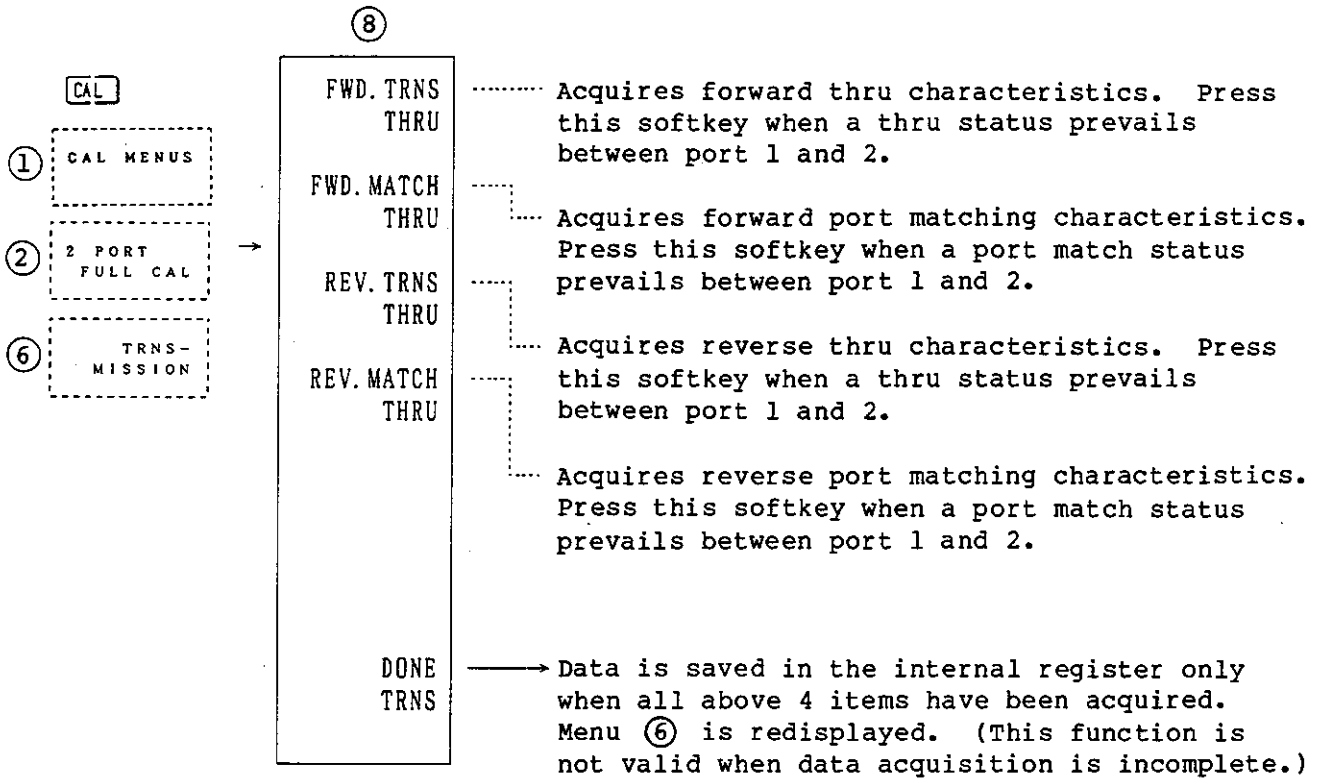 ⑧
CAL
① CAL MENUS
② 2 PORT
FULL CAL
→
⑥ TRNS-
MISSION
FWD. TRNS
THRU
Acquires forward thru characteristics. Press
this softkey when a thru status prevails
between port 1 and 2.
FWD. MATCH
THRU
Acquires forward port matching characteristics.
Press this softkey when a port match status
prevails between port 1 and 2.
REV. TRNS
THRU
Acquires reverse thru characteristics. Press
this softkey when a thru status prevails
between port 1 and 2.
REV. MATCH
THRU
Acquires reverse port matching characteristics.
Press this softkey when a port match status
prevails between port 1 and 2.
DONE
TRNS
Data is saved in the internal register only
when all above 4 items have been acquired.
Menu ⑥ is redisplayed. (This function is
not valid when data acquisition is incomplete.)